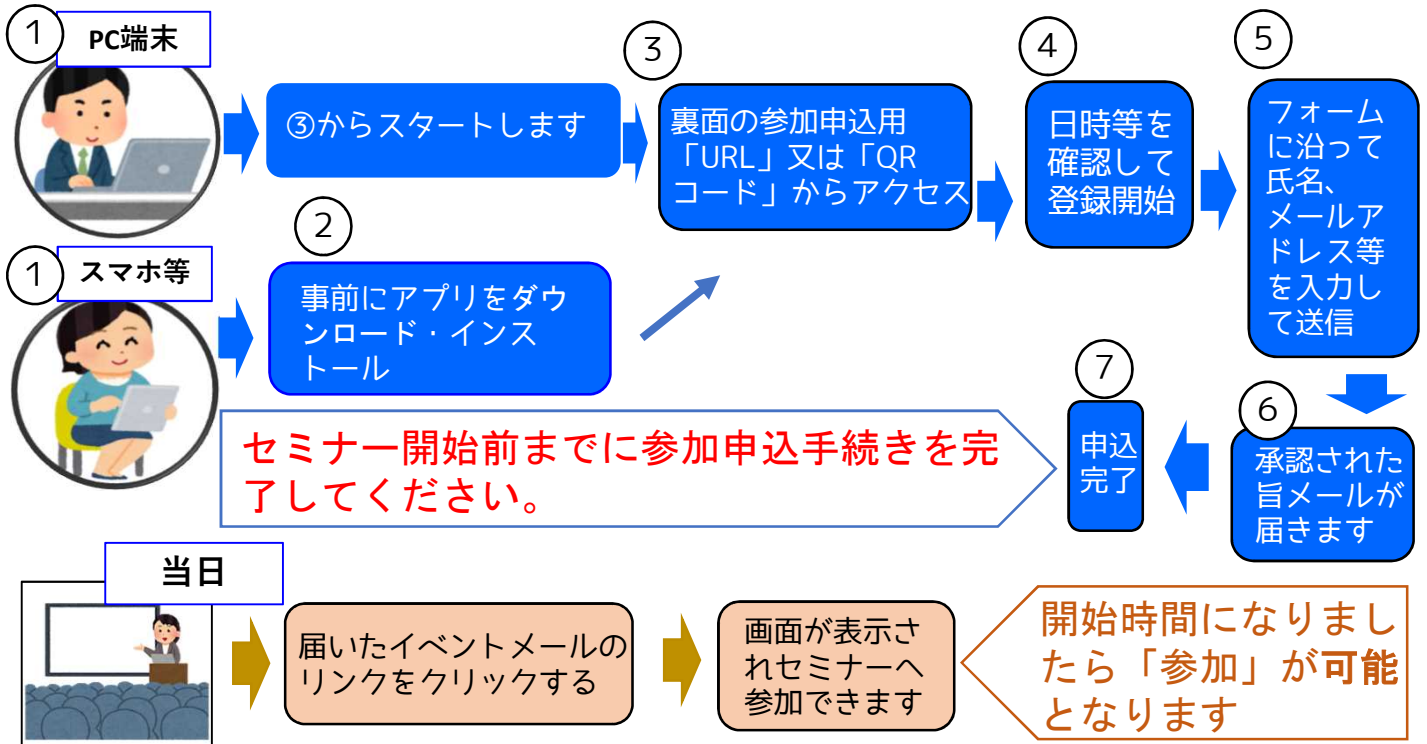 ①
PC端末
③からスタートします
③
裏面の参加申込用
「URL」又は「QR
コード」からアクセス
④
日時等を
確認して
登録開始
⑤
フォーム
に沿って
氏名、
メールア
ドレス等
を入力し
て送信
①
スマホ等
②
事前にアプリをダウ
ンロード・インス
トール
⑥
承認された
旨メールが
届きます
⑦
申込
完了
セミナー開始前までに参加申込手続きを完
了してください。
当日
届いたイベントメールの
リンクをクリックする
画面が表示さ
れセミナーへ
参加できます
開始時間になりまし
たら「参加」が可能
となります